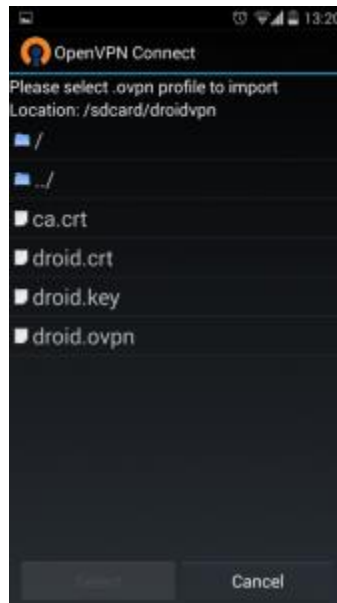 13:20
OpenVPN Connect
Please select .ovpn profile to import
Location: /sdcard/droidvpn
/
../
ca.crt
droid.crt
droid.key
droid.ovpn
Select
Cancel